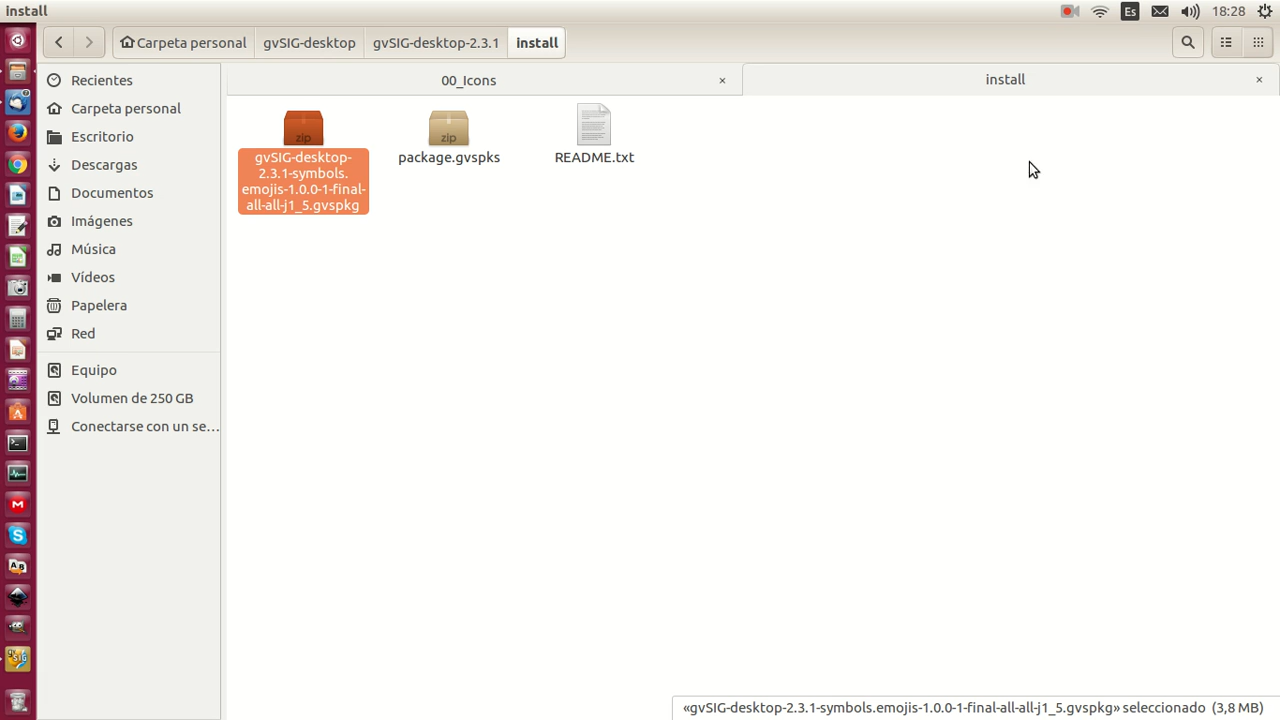 install
Es
18:28
Carpeta personal
gvSIG-desktop
gvSIG-desktop-2.3.1
install
Recientes
Carpeta personal
Escritorio
Descargas
Documentos
Imágenes
Música
Vídeos
Papelera
Red
Equipo
Volumen de 250 GB
Conectarse con un se...
00_Icons
install
zip
gvSIG-desktop-
2.3.1-symbols.
emojis-1.0.0-1-final-
all-all-j1_5.gvspkg
zip
package.gvspks
README.txt
«gvSIG-desktop-2.3.1-symbols.emojis-1.0.0-1-final-all-all-j1_5.gvspkg» seleccionado (3,8 MB)